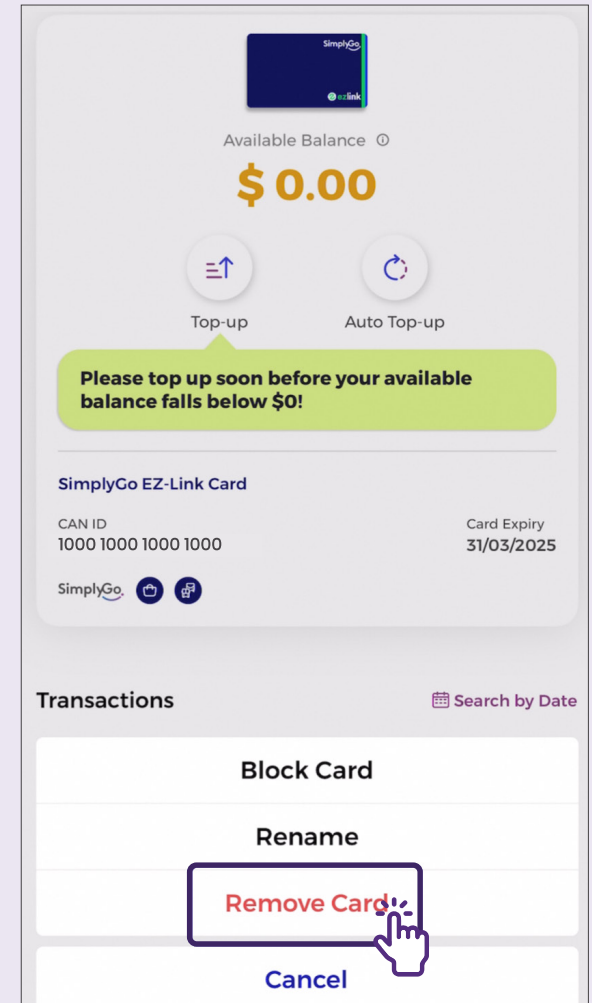 SimplyGo
ezlink
Available Balance
$ 0.00
Top-up Auto Top-up
Please top up soon before your available
balance falls below $0!
SimplyGo EZ-Link Card
CAN ID Card Expiry
1000 1000 1000 1000 31/03/2025
SimplyGo
Transactions Search by Date
Block Card
Rename
Remove Card
Cancel